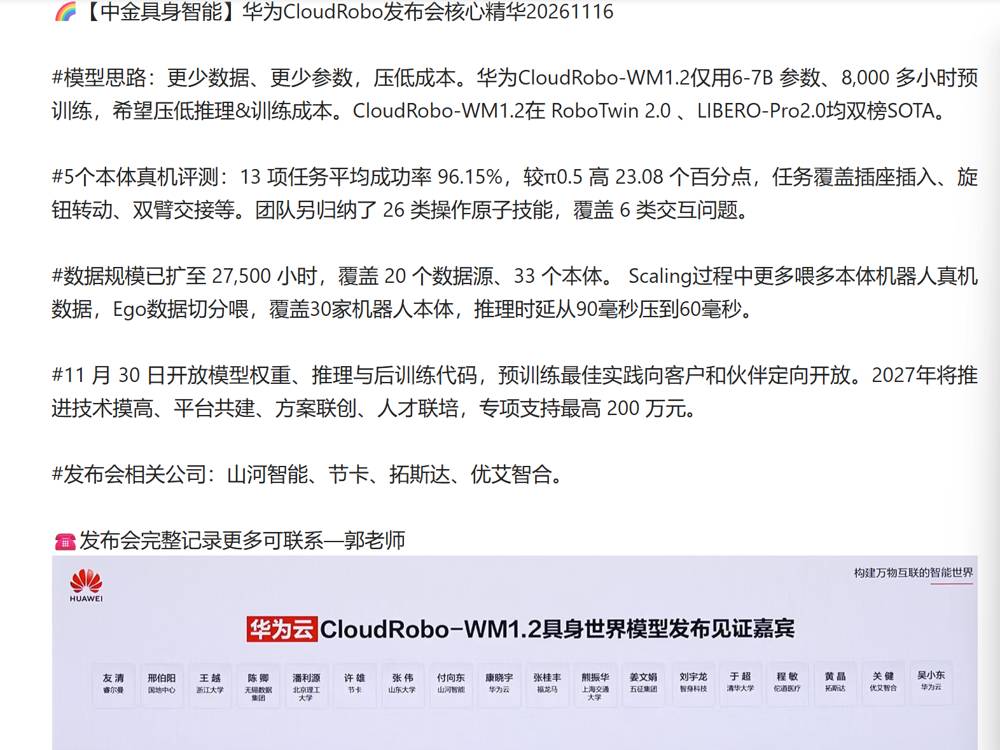 🌈【中金具身智能】华为CloudRobo发布会核心精华20261116
#模型思路：更少数据、更少参数，压低成本。华为CloudRobo-WM1.2仅用6-7B 参数、8,000 多小时预
训练，希望压低推理&训练成本。CloudRobo-WM1.2在 RoboTwin 2.0 、LIBERO-Pro2.0均双榜SOTA。
#5个本体真机评测：13 项任务平均成功率 96.15%，较π0.5 高 23.08 个百分点，任务覆盖插座插入、旋
钮转动、双臂交接等。团队另归纳了 26 类操作原子技能，覆盖 6 类交互问题。
#数据规模已扩至 27,500 小时，覆盖 20 个数据源、33 个本体。 Scaling过程中更多喂多本体机器人真机
数据，Ego数据切分喂，覆盖30家机器人本体，推理时延从90毫秒压到60毫秒。
#11 月 30 日开放模型权重、推理与后训练代码，预训练最佳实践向客户和伙伴定向开放。2027年将推
进技术摸高、平台共建、方案联创、人才联培，专项支持最高 200 万元。
#发布会相关公司：山河智能、节卡、拓斯达、优艾智合。
☎发布会完整记录更多可联系—郭老师
HUAWEI
构建万物互联的智能世界
华为云 CloudRobo-WM1.2具身世界模型发布见证嘉宾
友 清 邢伯阳 王 越 陈 卿 潘利源 许 雄 张 伟 付向东 康晓宇 张桂丰 熊振华 姜文娟 刘宇龙 于 超 程 敏 黄 晶 关 健 吴小东
睿尔曼 国地中心 浙江大学 无锡数据 北京理工 节卡 山东大学 山河智能 华为云 福龙马 上海交通 五征集团 智身科技 清华大学 佗道医疗 拓斯达 优艾智合 华为云
集团 大学 大学